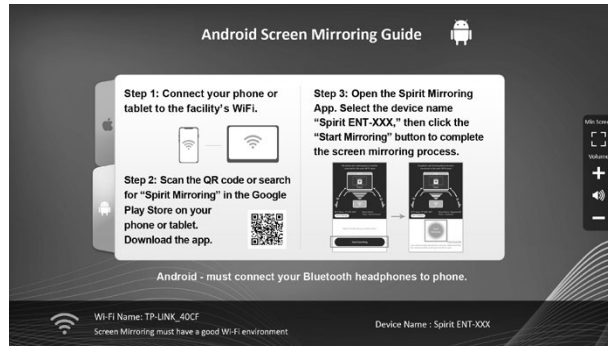 Android Screen Mirroring Guide
Step 1: Connect your phone or
tablet to the facility's WiFi.
Step 2: Scan the QR code or search
for “Spirit Mirroring” in the Google
Play Store on your
phone or tablet.
Download the app.
Step 3: Open the Spirit Mirroring
App. Select the device name
“Spirit ENT-XXX,” then click the
“Start Mirroring” button to complete
the screen mirroring process.
Min Scree
Volume
Android - must connect your Bluetooth headphones to phone.
Wi-Fi Name: TP-LINK_40CF
Screen Mirroring must have a good Wi-Fi environment
Device Name : Spirit ENT-XXX